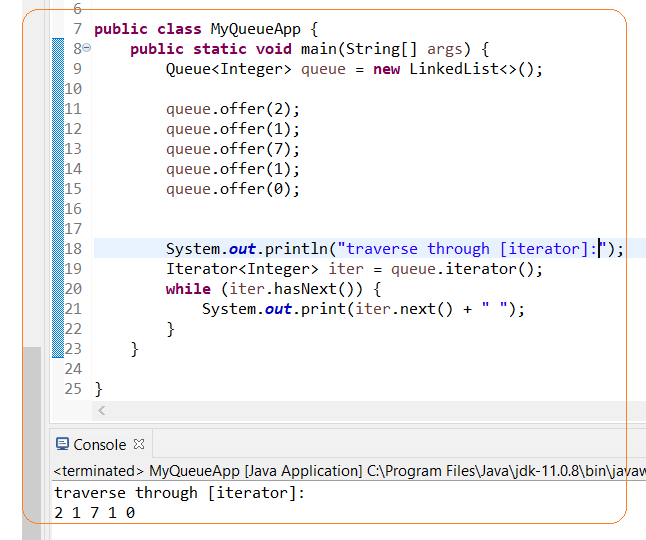 6
7 public class MyQueueApp {
8 public static void main(String[] args) {
9 Queue<Integer> queue = new LinkedList<>();
10
11 queue.offer(2);
12 queue.offer(1);
13 queue.offer(7);
14 queue.offer(1);
15 queue.offer(0);
16
17
18 System.out.println("traverse through [iterator]:");
19 Iterator<Integer> iter = queue.iterator();
20 while (iter.hasNext()) {
21 System.out.print(iter.next() + " ");
22 }
23 }
24
25 }
Console
<terminated> MyQueueApp [Java Application] C:\Program Files\Java\jdk-11.0.8\bin\javaw
traverse through [iterator]:
2 1 7 1 0